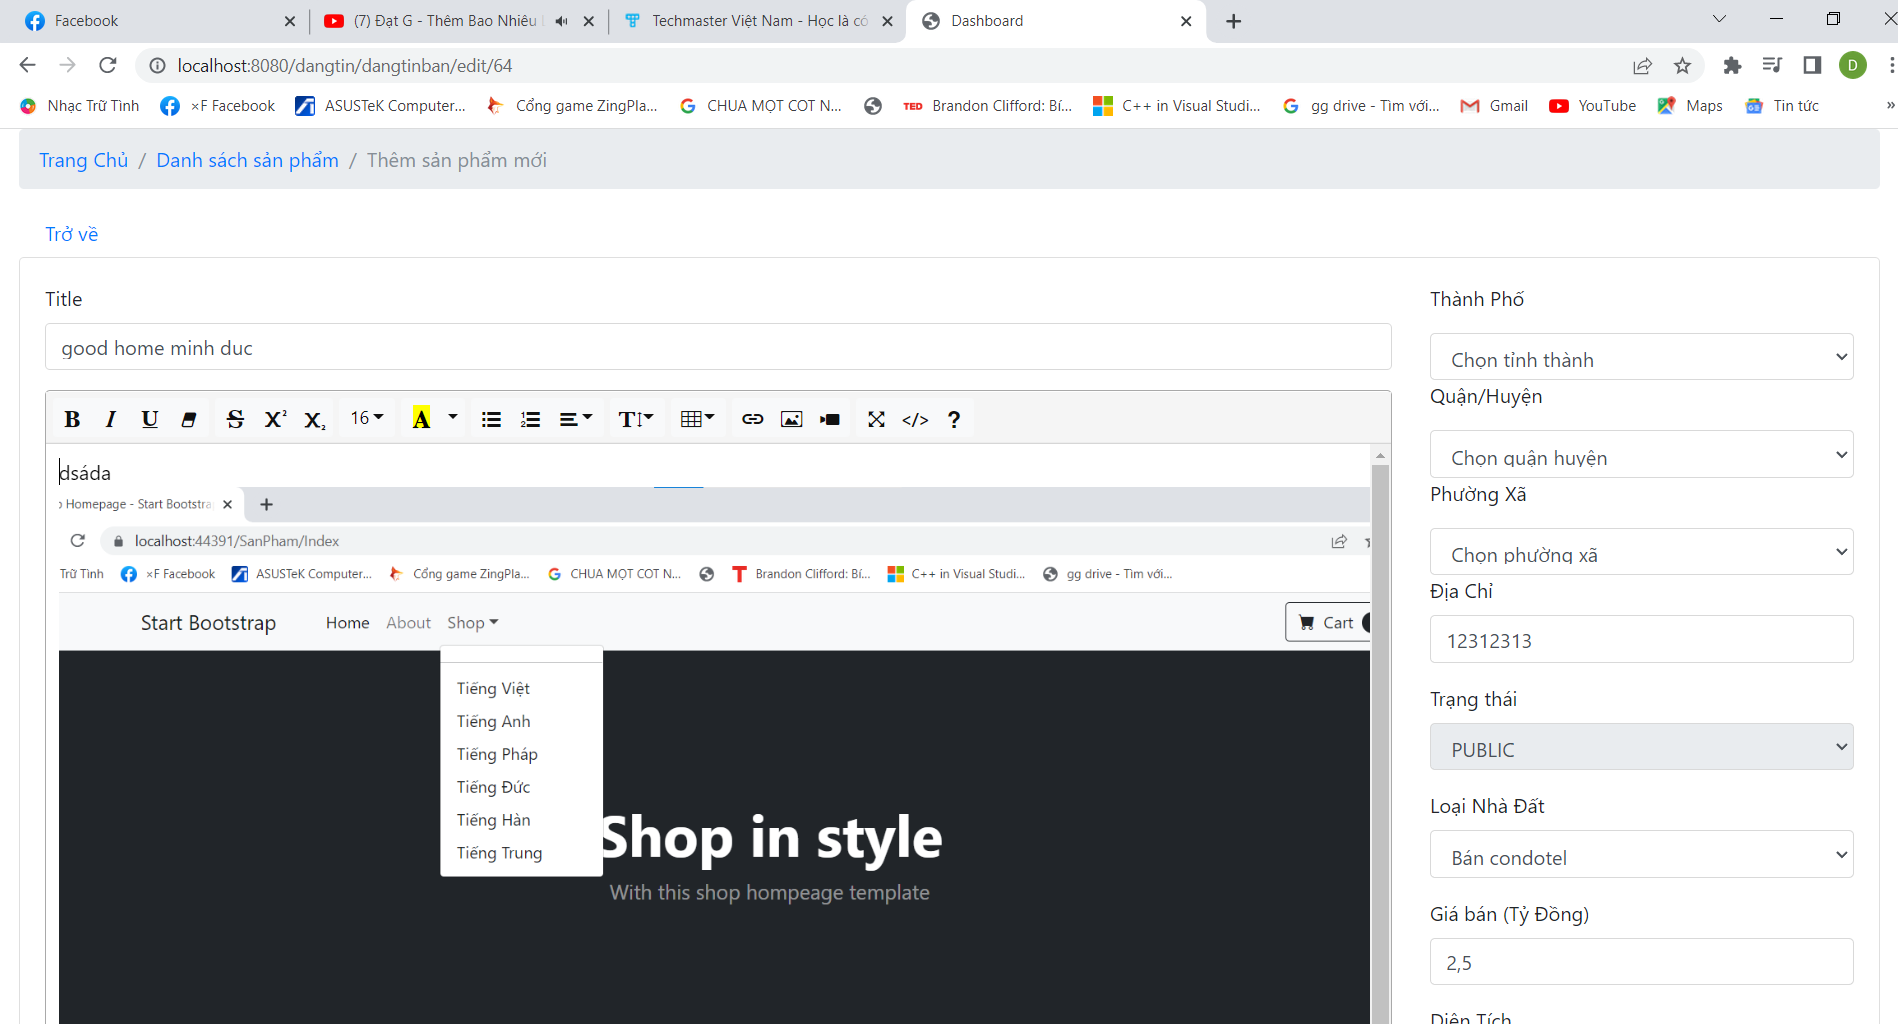 Facebook
(7) Đạt G - Thêm Bao Nhiêu
Techmaster Việt Nam - Học là có
Dashboard
localhost:8080/dangtin/dangtinban/edit/64
D
Nhạc Trữ Tình
×F Facebook
ASUSTeK Computer...
Cổng game ZingPla...
CHUA MỌT COT N...
TED Brandon Clifford: Bí...
C++ in Visual Studi...
gg drive - Tìm với...
Gmail
YouTube
Maps
Tin tức
»
Trang Chủ / Danh sách sản phẩm / Thêm sản phẩm mới
Trở về
Title
good home minh duc
B I U S X² X₂ 16 A T </> ?
dsáda
Homepage - Start Bootstra
localhost:44391/SanPham/Index
Trữ Tình
×F Facebook
ASUSTeK Computer...
Cổng game ZingPla...
CHUA MỌT COT N...
Brandon Clifford: Bí...
C++ in Visual Studi...
gg drive - Tìm với...
Start Bootstrap
Home
About
Shop
Cart
Tiếng Việt
Tiếng Anh
Tiếng Pháp
Tiếng Đức
Tiếng Hàn
Tiếng Trung
Shop in style
With this shop hompeage template
Thành Phố
Chọn tỉnh thành
Quận/Huyện
Chọn quận huyện
Phường Xã
Chọn phường xã
Địa Chỉ
12312313
Trạng thái
PUBLIC
Loại Nhà Đất
Bán condotel
Giá bán (Tỷ Đồng)
2,5
Diện Tích